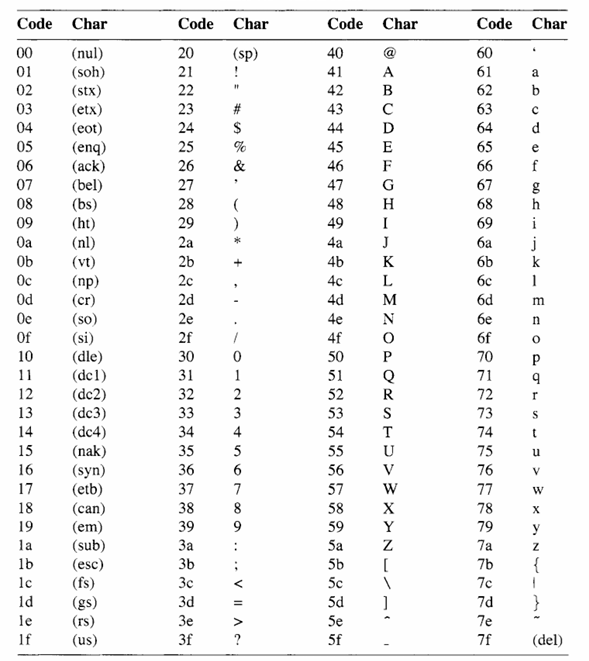 Code Char Code Char Code Char Code Char
00 (nul) 20 (sp) 40 @ 60 ‘
01 (soh) 21 ! 41 A 61 a
02 (stx) 22 " 42 B 62 b
03 (etx) 23 # 43 C 63 c
04 (eot) 24 $ 44 D 64 d
05 (enq) 25 % 45 E 65 e
06 (ack) 26 & 46 F 66 f
07 (bel) 27 ’ 47 G 67 g
08 (bs) 28 ( 48 H 68 h
09 (ht) 29 ) 49 I 69 i
0a (nl) 2a * 4a J 6a j
0b (vt) 2b + 4b K 6b k
0c (np) 2c , 4c L 6c l
0d (cr) 2d - 4d M 6d m
0e (so) 2e . 4e N 6e n
0f (si) 2f / 4f O 6f o
10 (dle) 30 0 50 P 70 p
11 (dc1) 31 1 51 Q 71 q
12 (dc2) 32 2 52 R 72 r
13 (dc3) 33 3 53 S 73 s
14 (dc4) 34 4 54 T 74 t
15 (nak) 35 5 55 U 75 u
16 (syn) 36 6 56 V 76 v
17 (etb) 37 7 57 W 77 w
18 (can) 38 8 58 X 78 x
19 (em) 39 9 59 Y 79 y
1a (sub) 3a : 5a Z 7a z
1b (esc) 3b ; 5b [ 7b {
1c (fs) 3c < 5c \ 7c |
1d (gs) 3d = 5d ] 7d }
1e (rs) 3e > 5e ^ 7e ~
1f (us) 3f ? 5f _ 7f (del)